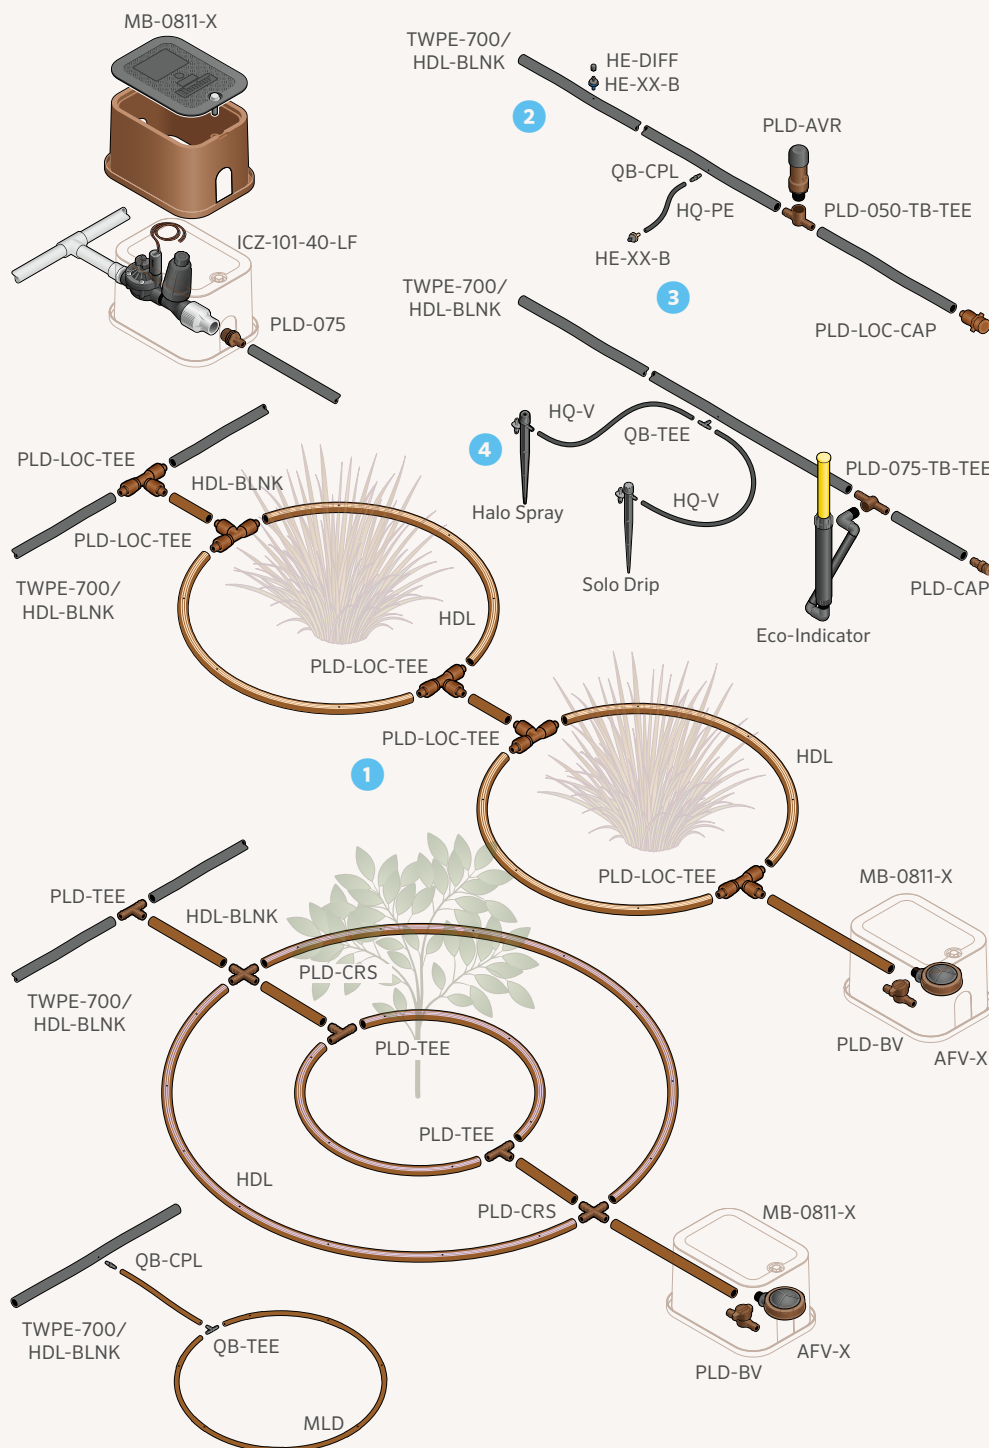 MB-0811-X
ICZ-101-40-LF
PLD-075
TWPE-700/
HDL-BLNK
HE-DIFF
HE-XX-B
2
PLD-AVR
QB-CPL
HQ-PE
PLD-050-TB-TEE
HE-XX-B
PLD-LOC-CAP
3
TWPE-700/
HDL-BLNK
HQ-V
QB-TEE
4
Halo Spray
HQ-V
Solo Drip
PLD-075-TB-TEE
PLD-CAP
Eco-Indicator
PLD-LOC-TEE
HDL-BLNK
PLD-LOC-TEE
TWPE-700/
HDL-BLNK
HDL
PLD-LOC-TEE
PLD-LOC-TEE
1
HDL
PLD-LOC-TEE
MB-0811-X
PLD-BV
AFV-X
PLD-TEE
HDL-BLNK
PLD-CRS
TWPE-700/
HDL-BLNK
PLD-TEE
PLD-TEE
HDL
PLD-CRS
MB-0811-X
PLD-BV
AFV-X
QB-CPL
TWPE-700/
HDL-BLNK
QB-TEE
MLD